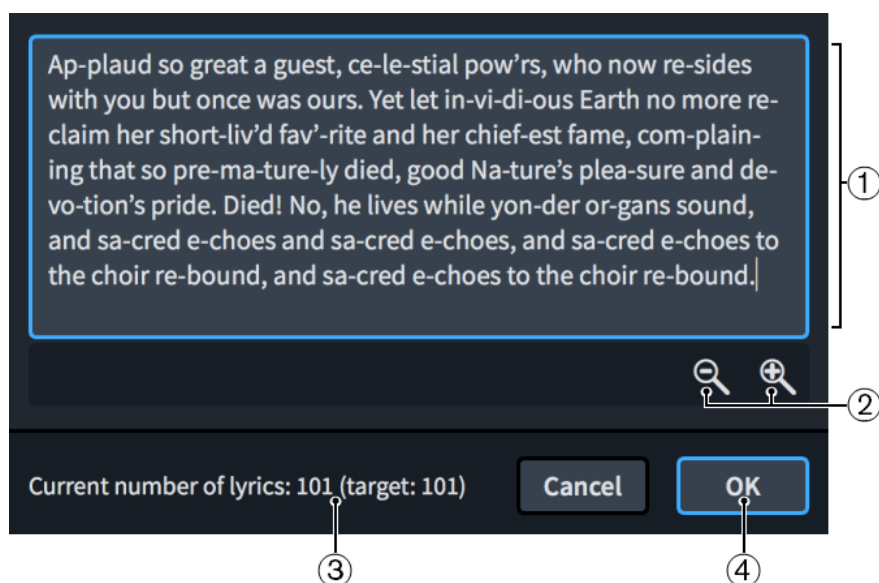 Ap-plaud so great a guest, ce-le-stial pow’rs, who now re-sides
with you but once was ours. Yet let in-vi-di-ous Earth no more re-
claim her short-liv’d fav’-rite and her chief-est fame, com-plain-
ing that so pre-ma-ture-ly died, good Na-ture’s plea-sure and de-
vo-tion’s pride. Died! No, he lives while yon-der or-gans sound,
and sa-cred e-choes and sa-cred e-choes, and sa-cred e-choes to
the choir re-bound, and sa-cred e-choes to the choir re-bound.
①
②
Current number of lyrics: 101 (target: 101) Cancel OK
③ ④